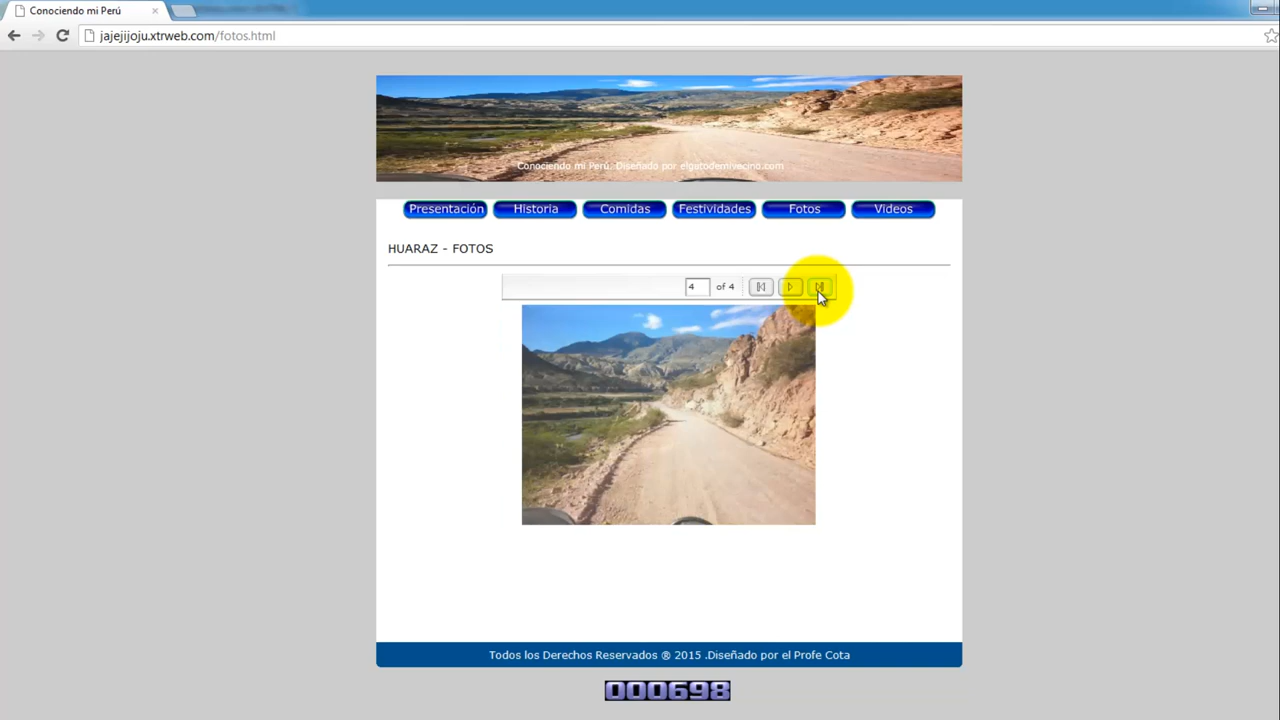 Conociendo mi Perú
jajejijoju.xtrweb.com/fotos.html
Conociendo mi Perú. Diseñado por elgatodemivecino.com
Presentación Historia Comidas Festividades Fotos Videos
HUARAZ - FOTOS
4 of 4
Todos los Derechos Reservados ® 2015 .Diseñado por el Profe Cota
000698